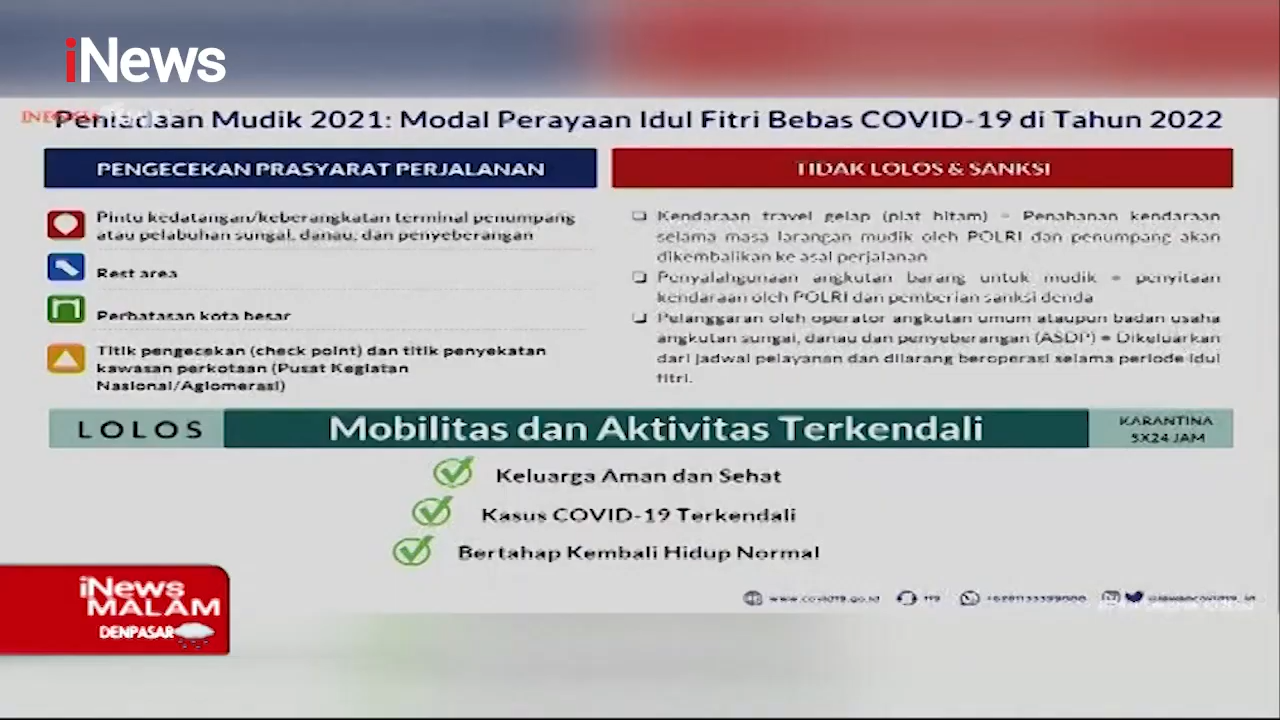 iNews
Peniadaan Mudik 2021: Modal Perayaan Idul Fitri Bebas COVID-19 di Tahun 2022
PENGECEKAN PRASYARAT PERJALANAN
Pintu kedatangan/keberangkatan terminal penumpang
atau pelabuhan sungai, danau, dan penyeberangan
Rest area
Perbatasan kota besar
Titik pengecekan (check point) dan titik penyekatan
kawasan perkotaan (Pusat Kegiatan
Nasional/Aglomerasi)
TIDAK LOLOS & SANKSI
Kendaraan travel gelap (plat hitam) = Penahanan kendaraan
selama masa larangan mudik oleh POLRI dan penumpang akan
dikembalikan ke asal perjalanan
Penyalahgunaan angkutan barang untuk mudik = penyitaan
kendaraan oleh POLRI dan pemberian sanksi denda
Pelanggaran oleh operator angkutan umum ataupun badan usaha
angkutan sungai, danau dan penyeberangan (ASDP) = Dikeluarkan
dari jadwal pelayanan dan dilarang beroperasi selama periode idul
fitri.
LOLOS
Mobilitas dan Aktivitas Terkendali
KARANTINA
5X24 JAM
Keluarga Aman dan Sehat
Kasus COVID-19 Terkendali
Bertahap Kembali Hidup Normal
www.covid19.go.id
119
iNews
MALAM
DENPASAR